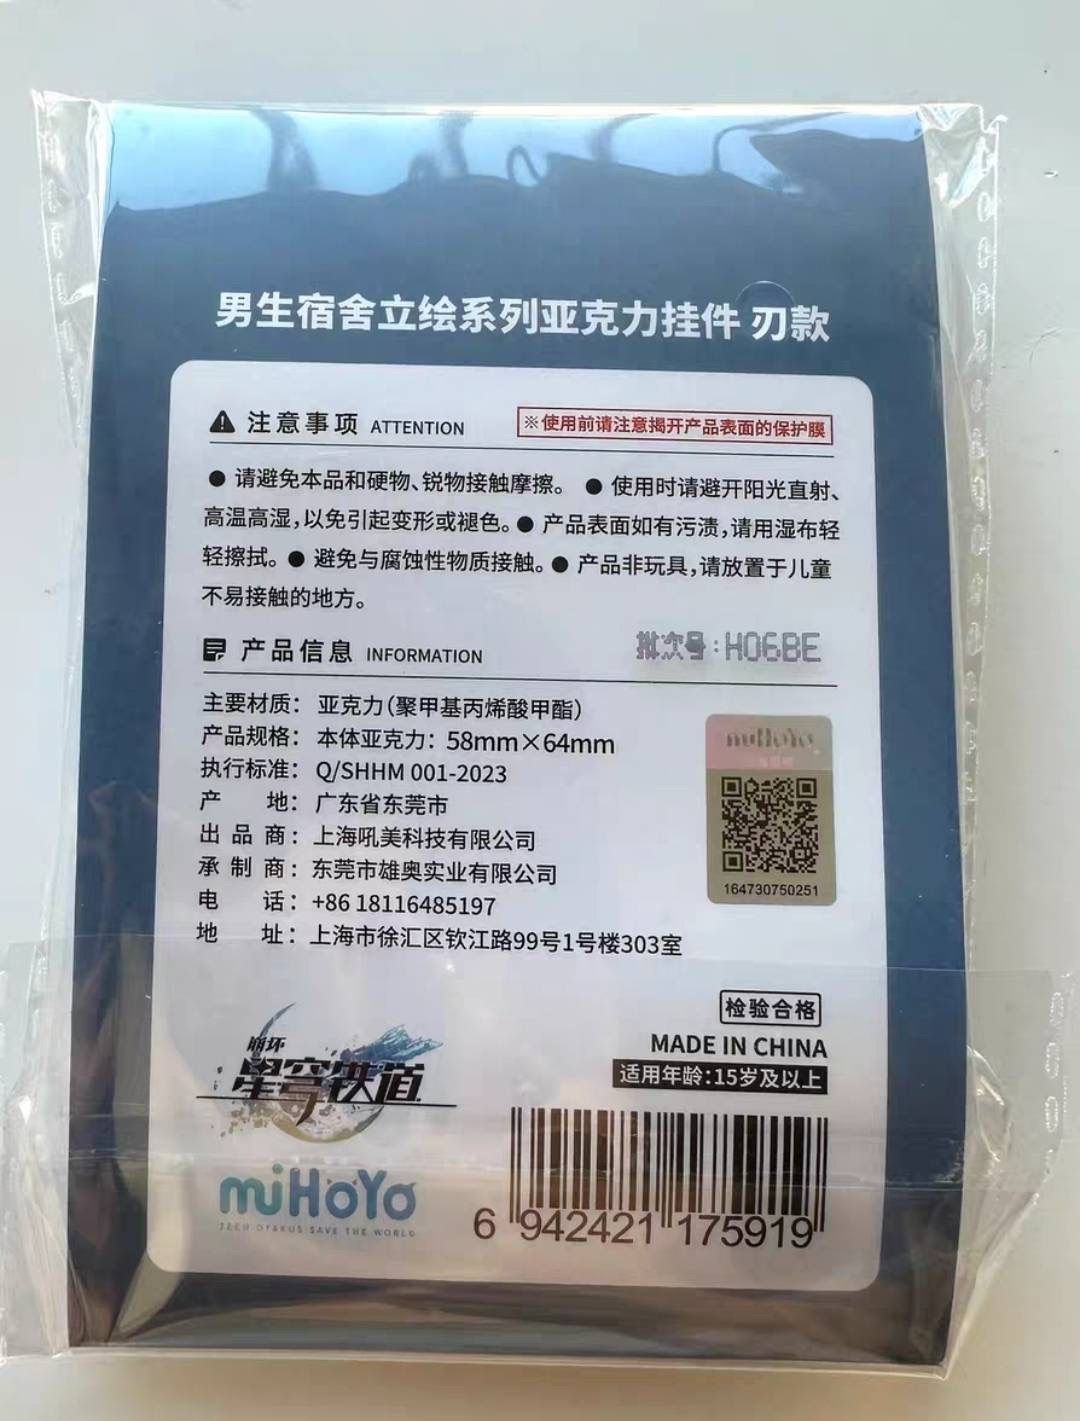 男生宿舍立绘系列亚克力挂件 刃款
注意事项 ATTENTION
※使用前请注意揭开产品表面的保护膜
● 请避免本品和硬物、锐物接触摩擦。 ● 使用时请避开阳光直射、
高温高湿,以免引起变形或褪色。● 产品表面如有污渍,请用湿布轻
轻擦拭。● 避免与腐蚀性物质接触。● 产品非玩具,请放置于儿童
不易接触的地方。
产品信息 INFORMATION
批次号:H06BE
主要材质: 亚克力(聚甲基丙烯酸甲酯)
产品规格: 本体亚克力: 58mm×64mm
执行标准: Q/SHHM 001-2023
产 地: 广东省东莞市
出 品 商: 上海吼美科技有限公司
承 制 商: 东莞市雄奥实业有限公司
电 话: +86 18116485197
地 址: 上海市徐汇区钦江路99号1号楼303室
miHoYo
164730750251
检验合格
MADE IN CHINA
适用年龄:15岁及以上
崩坏
星穹铁道
miHoYo
TECH OTAKUS SAVE THE WORLD
6 942421 175919